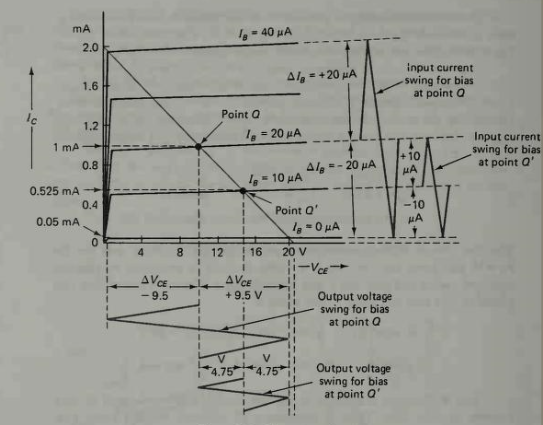 mA
I_B = 40 μA
2.0
ΔI_B = +20 μA
Input current
swing for bias
at point Q
1.6
I_C
Point Q
1.2
I_B = 20 μA
Input current
swing for bias
at point Q'
1 mA
+10
μA
ΔI_B = -20 μA
0.8
I_B = 10 μA
0.525 mA
-10
μA
0.4
Point Q'
0.05 mA
I_B = 0 μA
0
4
8
12
16
20 V
V_CE
ΔV_CE
- 9.5
ΔV_CE
+9.5 V
Output voltage
swing for bias
at point Q
V
4.75
V
4.75
Output voltage
swing for bias
at point Q'